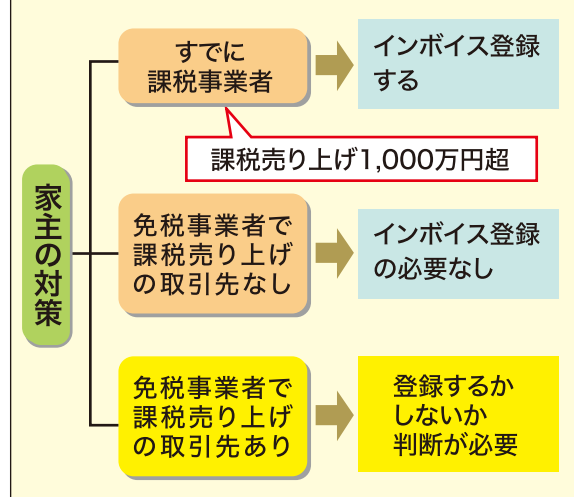 家主の対策
すでに
課税事業者
インボイス登録
する
課税売り上げ1,000万円超
免税事業者で
課税売り上げ
の取引先なし
インボイス登録
の必要なし
免税事業者で
課税売り上げ
の取引先あり
登録するか
しないか
判断が必要